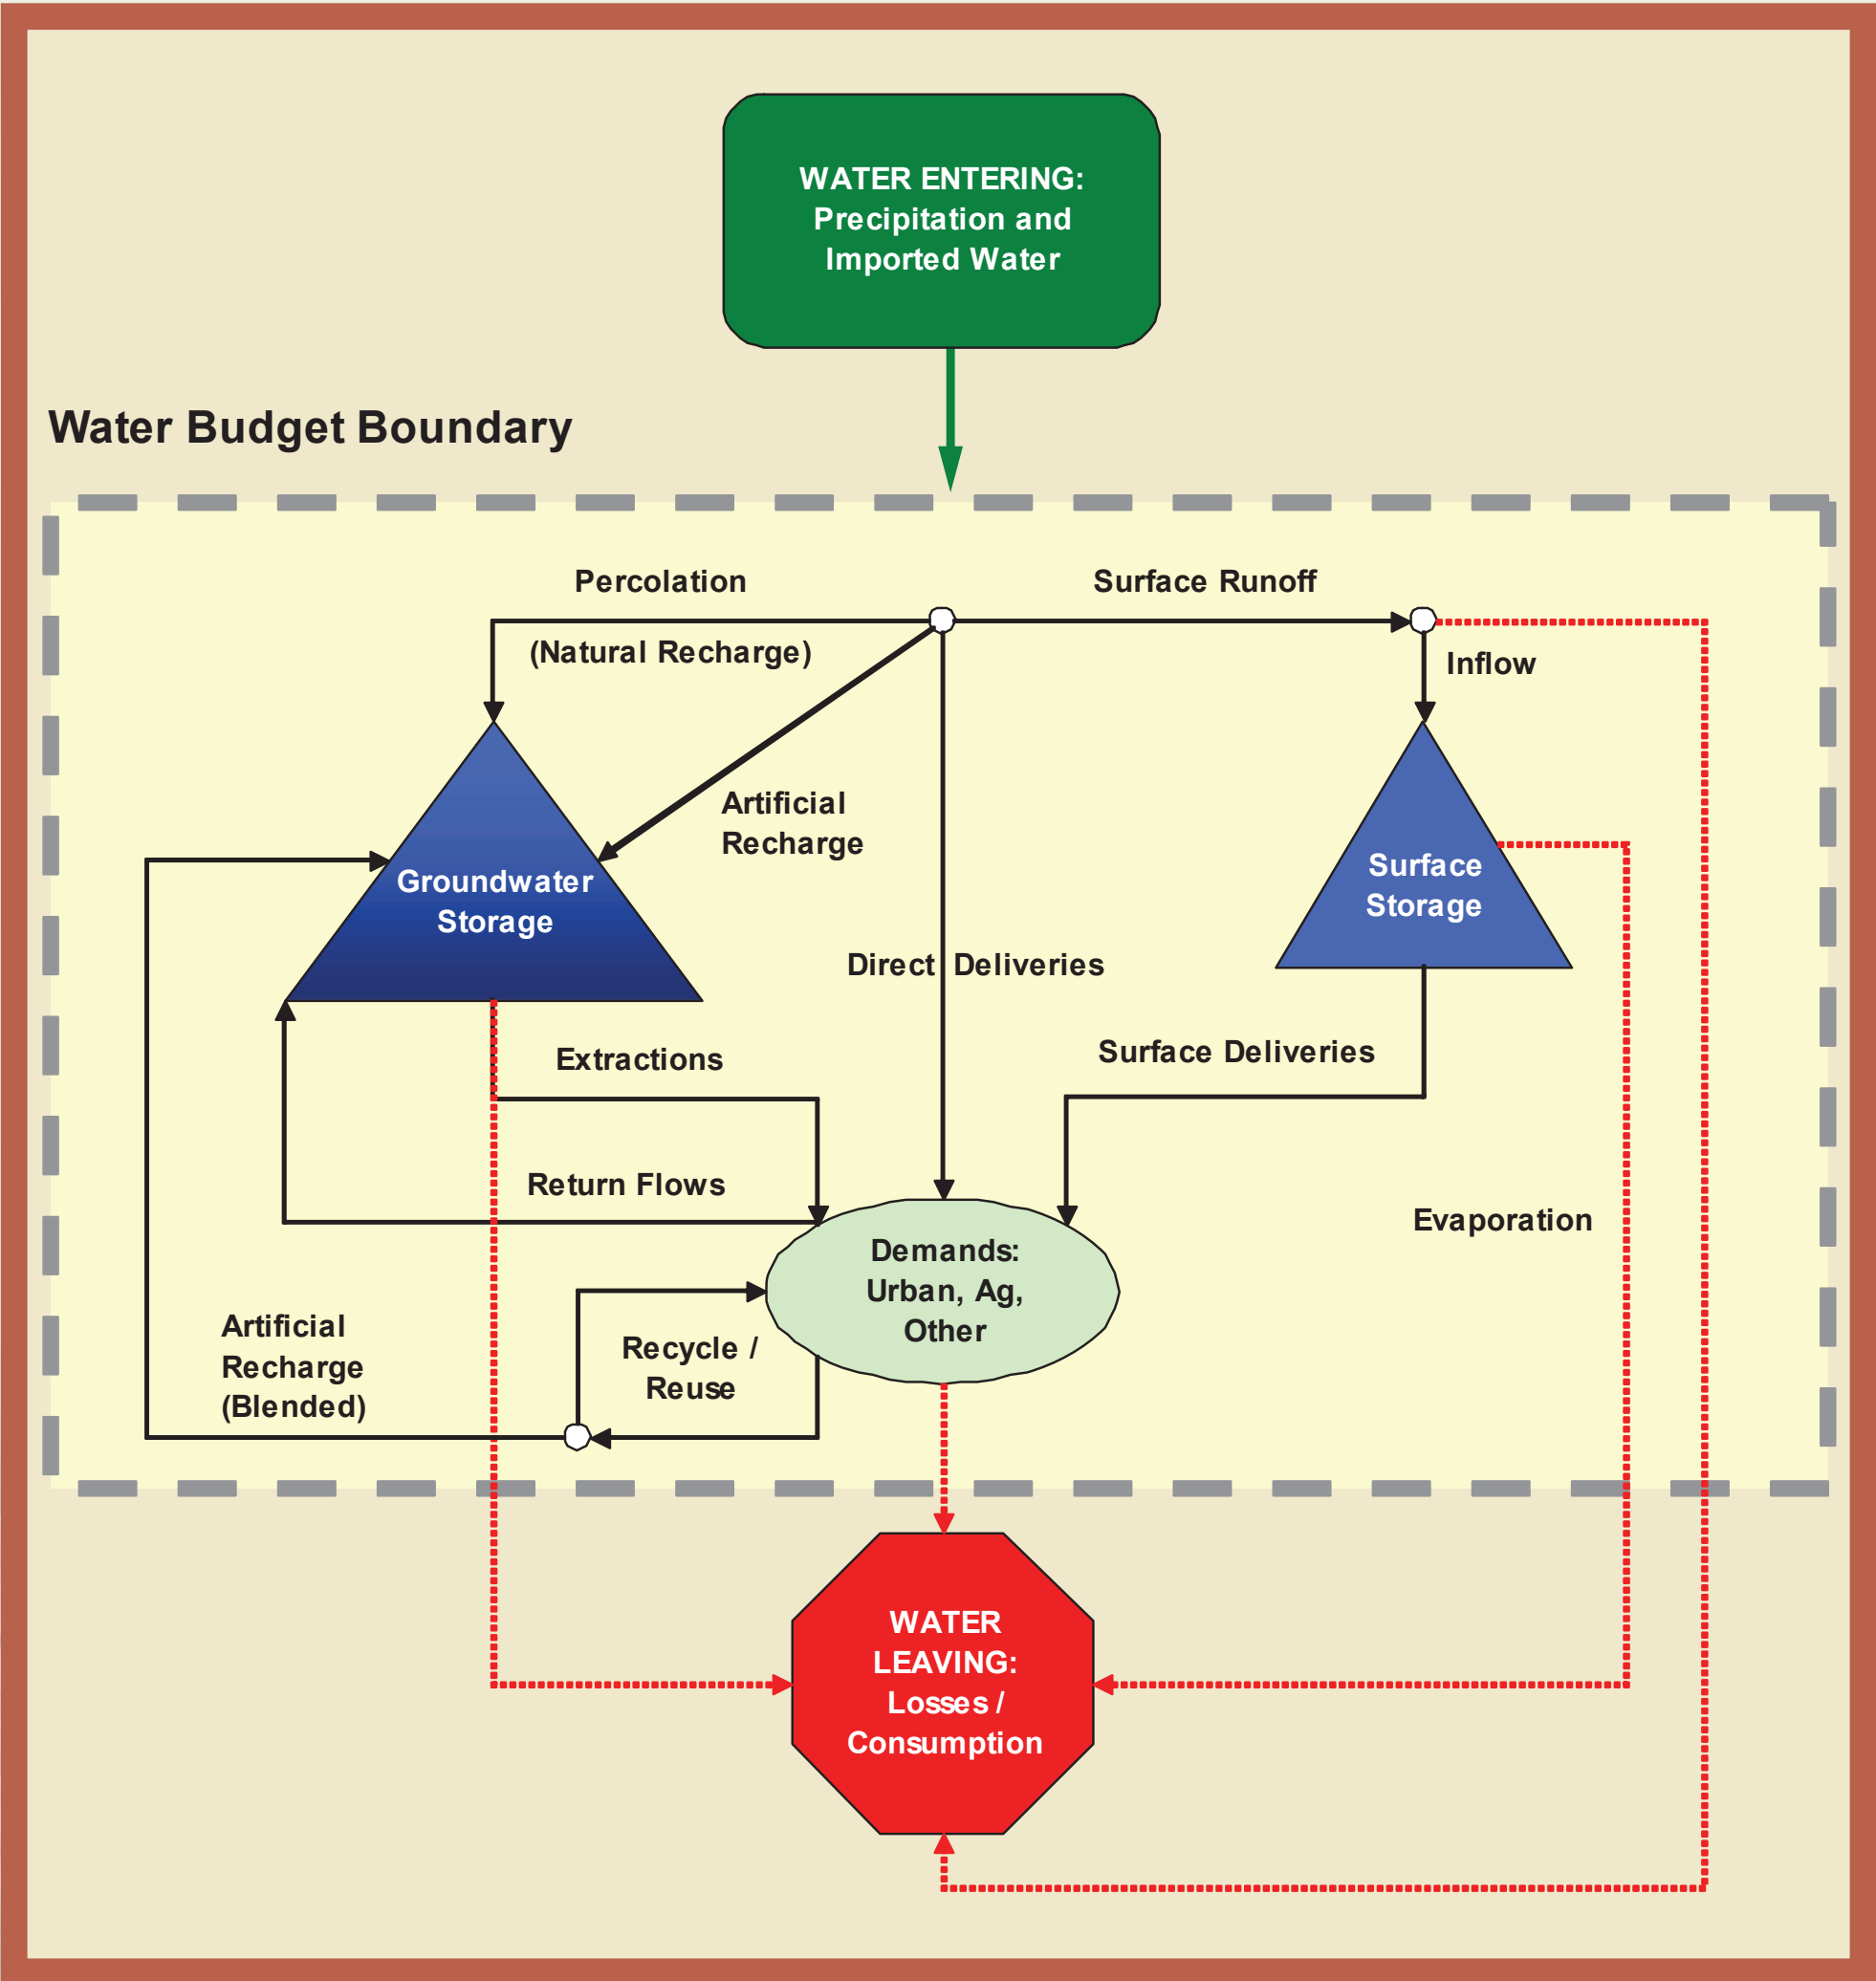 WATER ENTERING:
Precipitation and
Imported Water
Water Budget Boundary
Percolation
(Natural Recharge)
Surface Runoff
Inflow
Artificial
Recharge
Groundwater
Storage
Surface
Storage
Direct Deliveries
Extractions
Surface Deliveries
Return Flows
Evaporation
Demands:
Urban, Ag,
Other
Artificial
Recharge
(Blended)
Recycle /
Reuse
WATER
LEAVING:
Losses /
Consumption